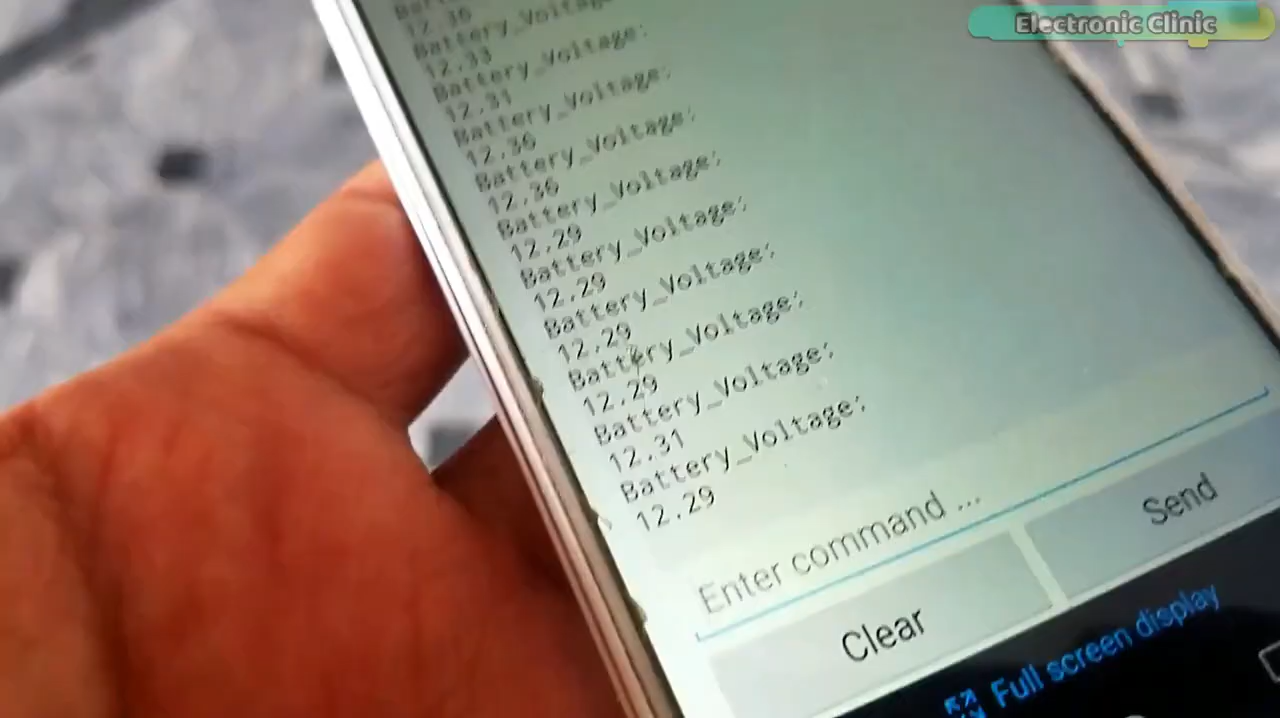 Electronic Clinic
12.36
Battery_Voltage:
12.33
Battery_Voltage:
12.31
Battery_Voltage:
12.36
Battery_Voltage:
12.36
Battery_Voltage:
12.29
Battery_Voltage:
12.29
Battery_Voltage:
12.29
Battery_Voltage:
12.29
Battery_Voltage:
12.31
Battery_Voltage:
12.29
Enter command ...
Clear
Send
Full screen display